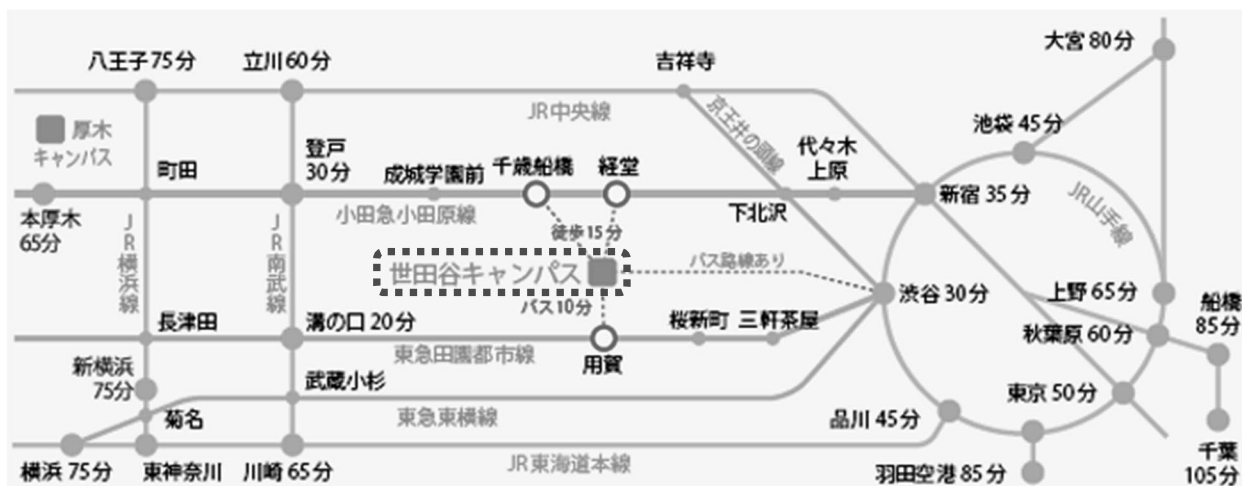 大宮 80分
八王子 75分
立川 60分
吉祥寺
JR中央線
京王井の頭線
池袋 45分
厚木
キャンパス
登戸
30分
代々木
上原
町田
成城学園前
千歳船橋
経堂
新宿 35分
JR山手線
本厚木
65分
小田急小田原線
下北沢
JR横浜線
JR南武線
徒歩15分
世田谷キャンパス
バス路線あり
バス10分
渋谷 30分
上野 65分
船橋
85分
長津田
溝の口 20分
桜新町
三軒茶屋
秋葉原 60分
東急田園都市線
用賀
新横浜
75分
武蔵小杉
東京 50分
菊名
東急東横線
品川 45分
横浜 75分
東神奈川
川崎 65分
JR東海道本線
羽田空港 85分
千葉
105分